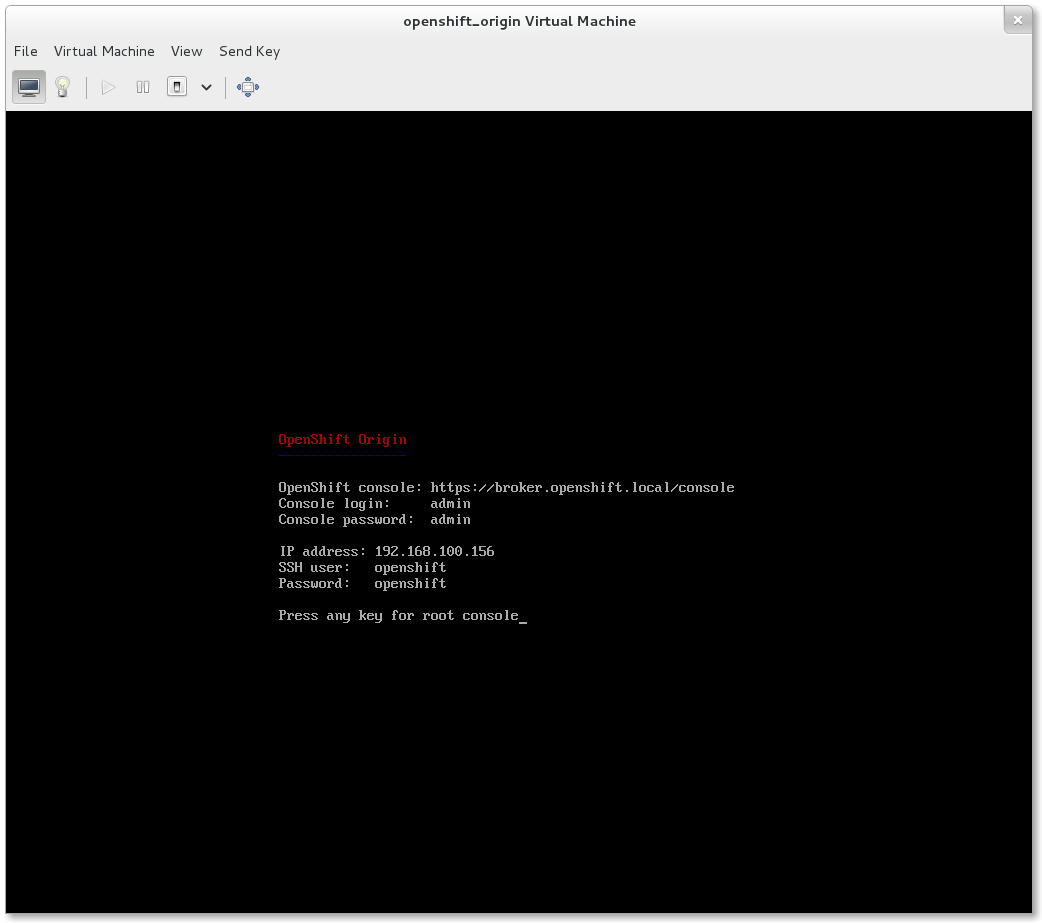 openshift_origin Virtual Machine
File Virtual Machine View Send Key
OpenShift Origin
----------------
OpenShift console: https://broker.openshift.local/console
Console login: admin
Console password: admin
IP address: 192.168.100.156
SSH user: openshift
Password: openshift
Press any key for root console_